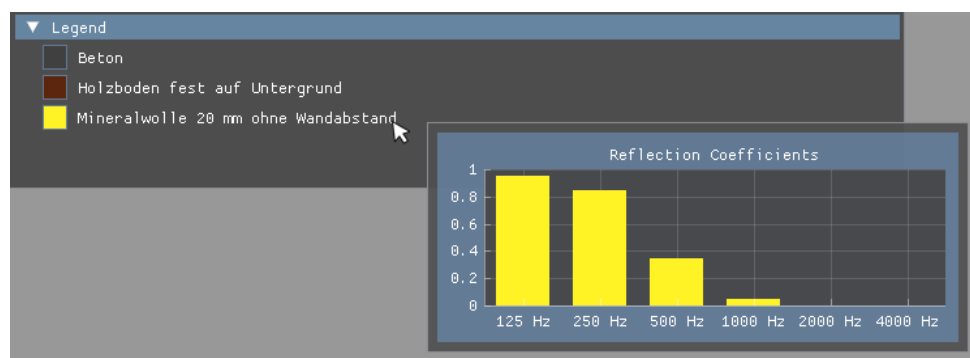 Legend
Beton
Holzboden fest auf Untergrund
Mineralwolle 20 mm ohne Wandabstand
Reflection Coefficients
1
0.8
0.6
0.4
0.2
0
125 Hz 250 Hz 500 Hz 1000 Hz 2000 Hz 4000 Hz